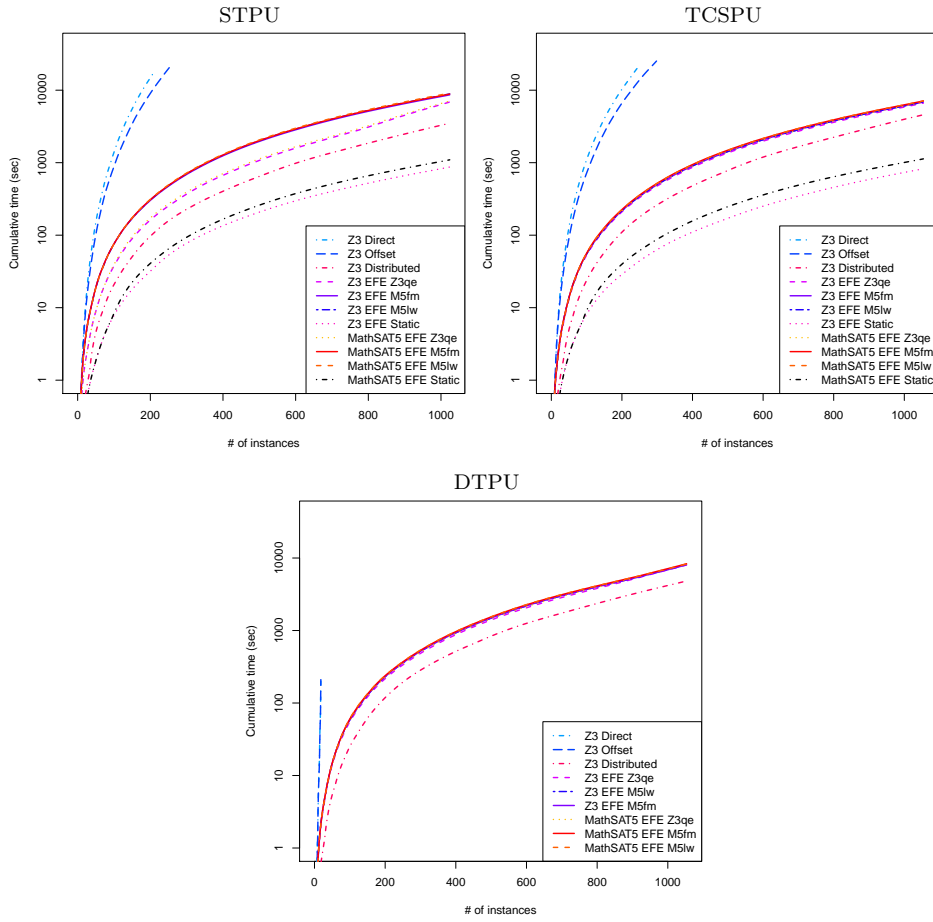 STPU
Cumulative time (sec)
10000
1000
100
10
1
0 200 400 600 800 1000
# of instances
Z3 Direct
Z3 Offset
Z3 Distributed
Z3 EFE Z3qe
Z3 EFE M5fm
Z3 EFE M5lw
Z3 EFE Static
MathSAT5 EFE Z3qe
MathSAT5 EFE M5fm
MathSAT5 EFE M5lw
MathSAT5 EFE Static
TCSPU
Cumulative time (sec)
10000
1000
100
10
1
0 200 400 600 800 1000
# of instances
Z3 Direct
Z3 Offset
Z3 Distributed
Z3 EFE Z3qe
Z3 EFE M5fm
Z3 EFE M5lw
Z3 EFE Static
MathSAT5 EFE Z3qe
MathSAT5 EFE M5fm
MathSAT5 EFE M5lw
MathSAT5 EFE Static
DTPU
Cumulative time (sec)
10000
1000
100
10
1
0 200 400 600 800 1000
# of instances
Z3 Direct
Z3 Offset
Z3 Distributed
Z3 EFE Z3qe
Z3 EFE M5lw
Z3 EFE M5fm
MathSAT5 EFE Z3qe
MathSAT5 EFE M5fm
MathSAT5 EFE M5lw